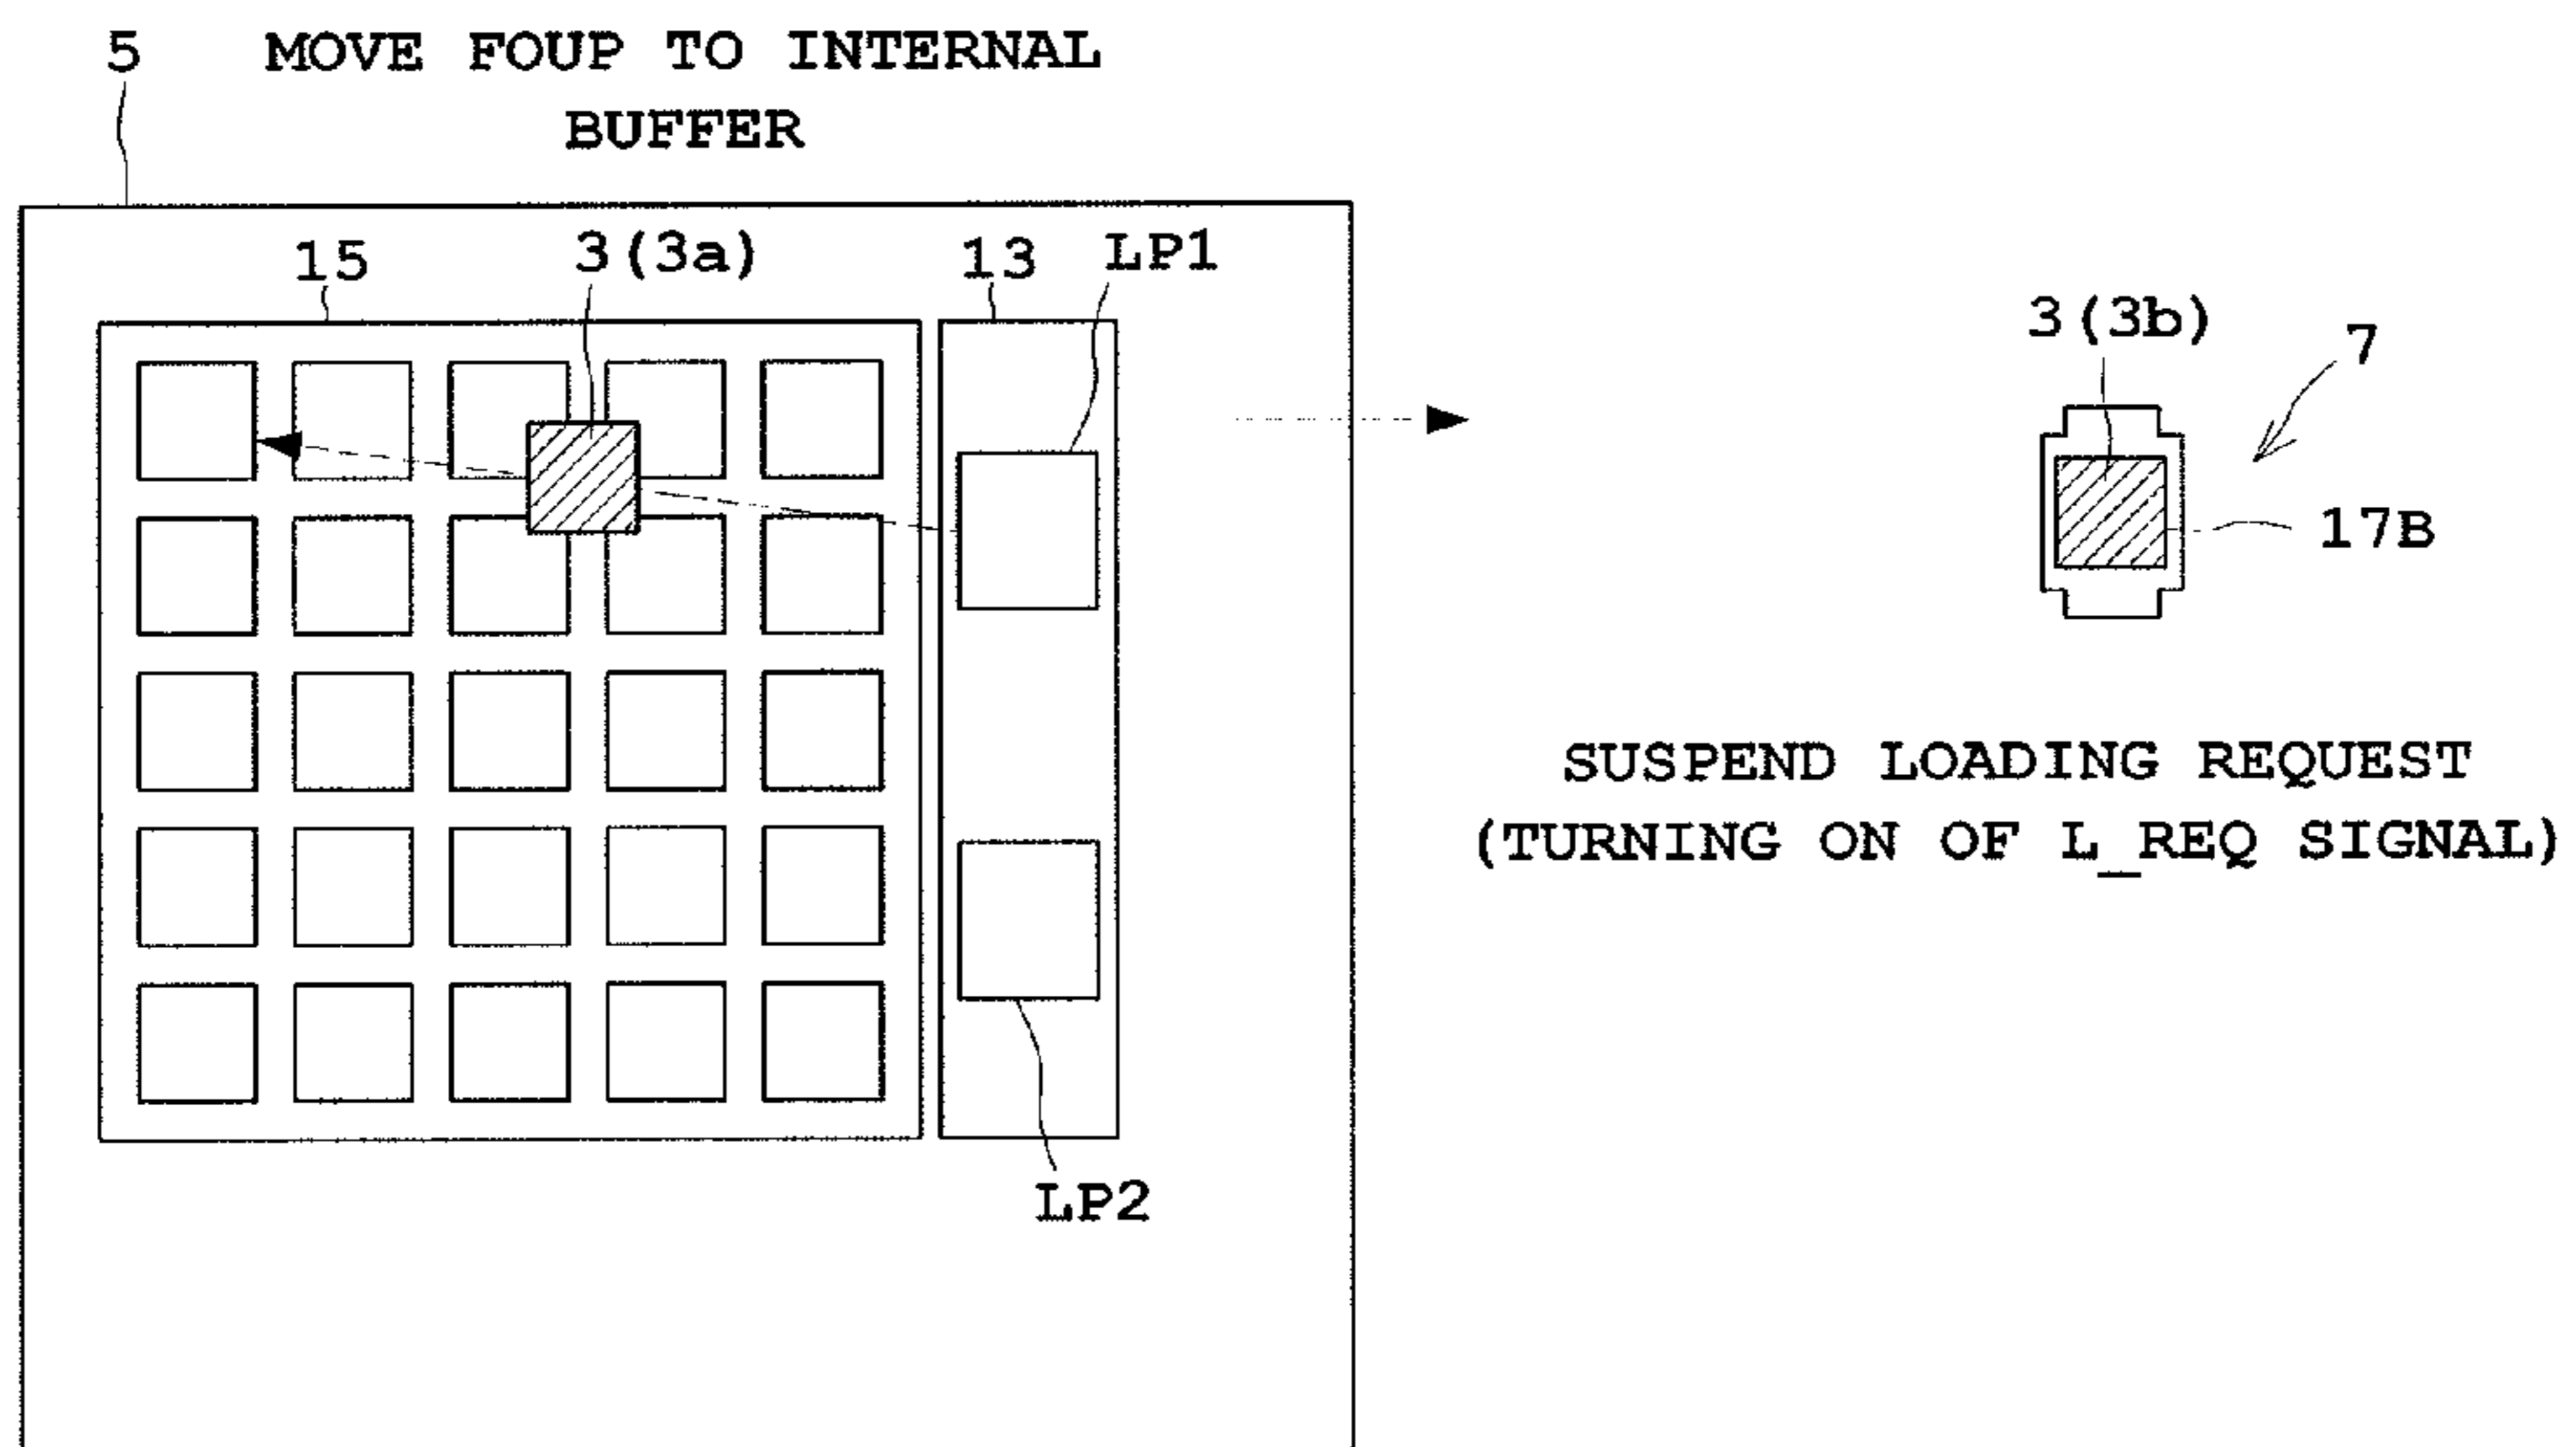 5 MOVE FOUP TO INTERNAL
BUFFER
15 3(3a) 13 LP1
3(3b) 7
17B
SUSPEND LOADING REQUEST
(TURNING ON OF L_REQ SIGNAL)
LP2